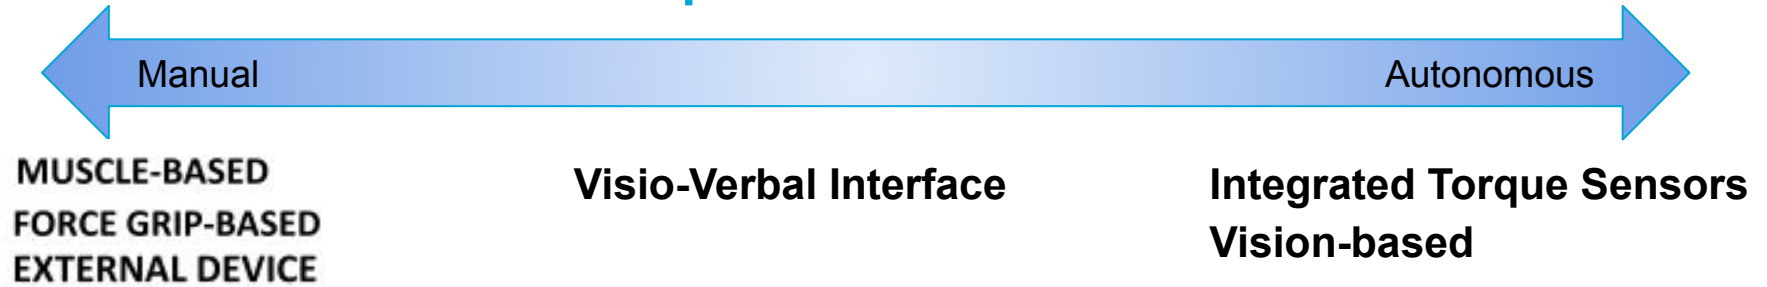 Manual
Autonomous
MUSCLE-BASED
FORCE GRIP-BASED
EXTERNAL DEVICE
Visio-Verbal Interface
Integrated Torque Sensors
Vision-based